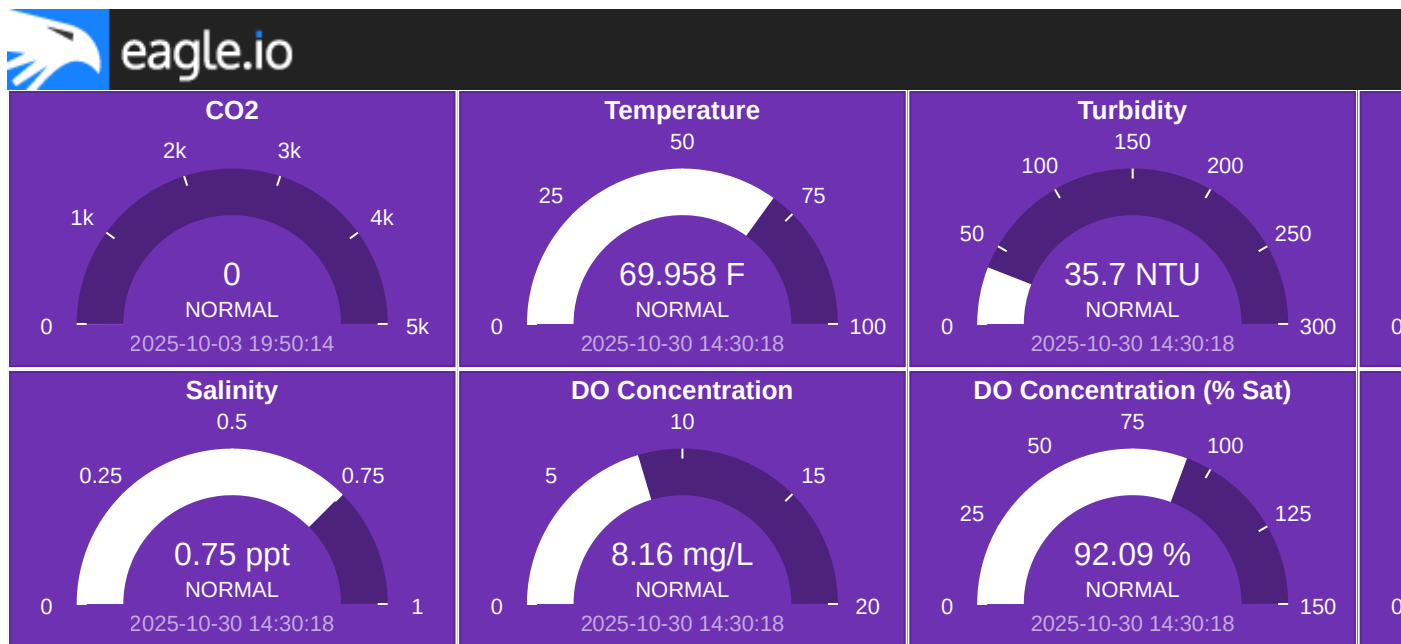 eagle.io
CO2
0
1k
2k
3k
4k
5k
0
NORMAL
2025-10-03 19:50:14
Temperature
0
25
50
75
100
69.958 F
NORMAL
2025-10-30 14:30:18
Turbidity
0
50
100
150
200
250
300
35.7 NTU
NORMAL
2025-10-30 14:30:18
0
Salinity
0
0.25
0.5
0.75
1
0.75 ppt
NORMAL
2025-10-30 14:30:18
DO Concentration
0
5
10
15
20
8.16 mg/L
NORMAL
2025-10-30 14:30:18
DO Concentration (% Sat)
0
25
50
75
100
125
150
92.09 %
NORMAL
2025-10-30 14:30:18
0